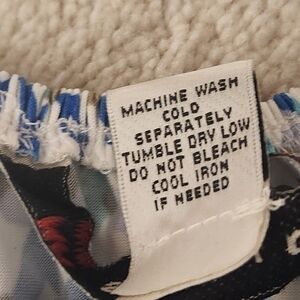 MACHINE WASH
COLD
SEPARATELY
TUMBLE DRY LOW
DO NOT BLEACH
COOL IRON
IF NEEDED